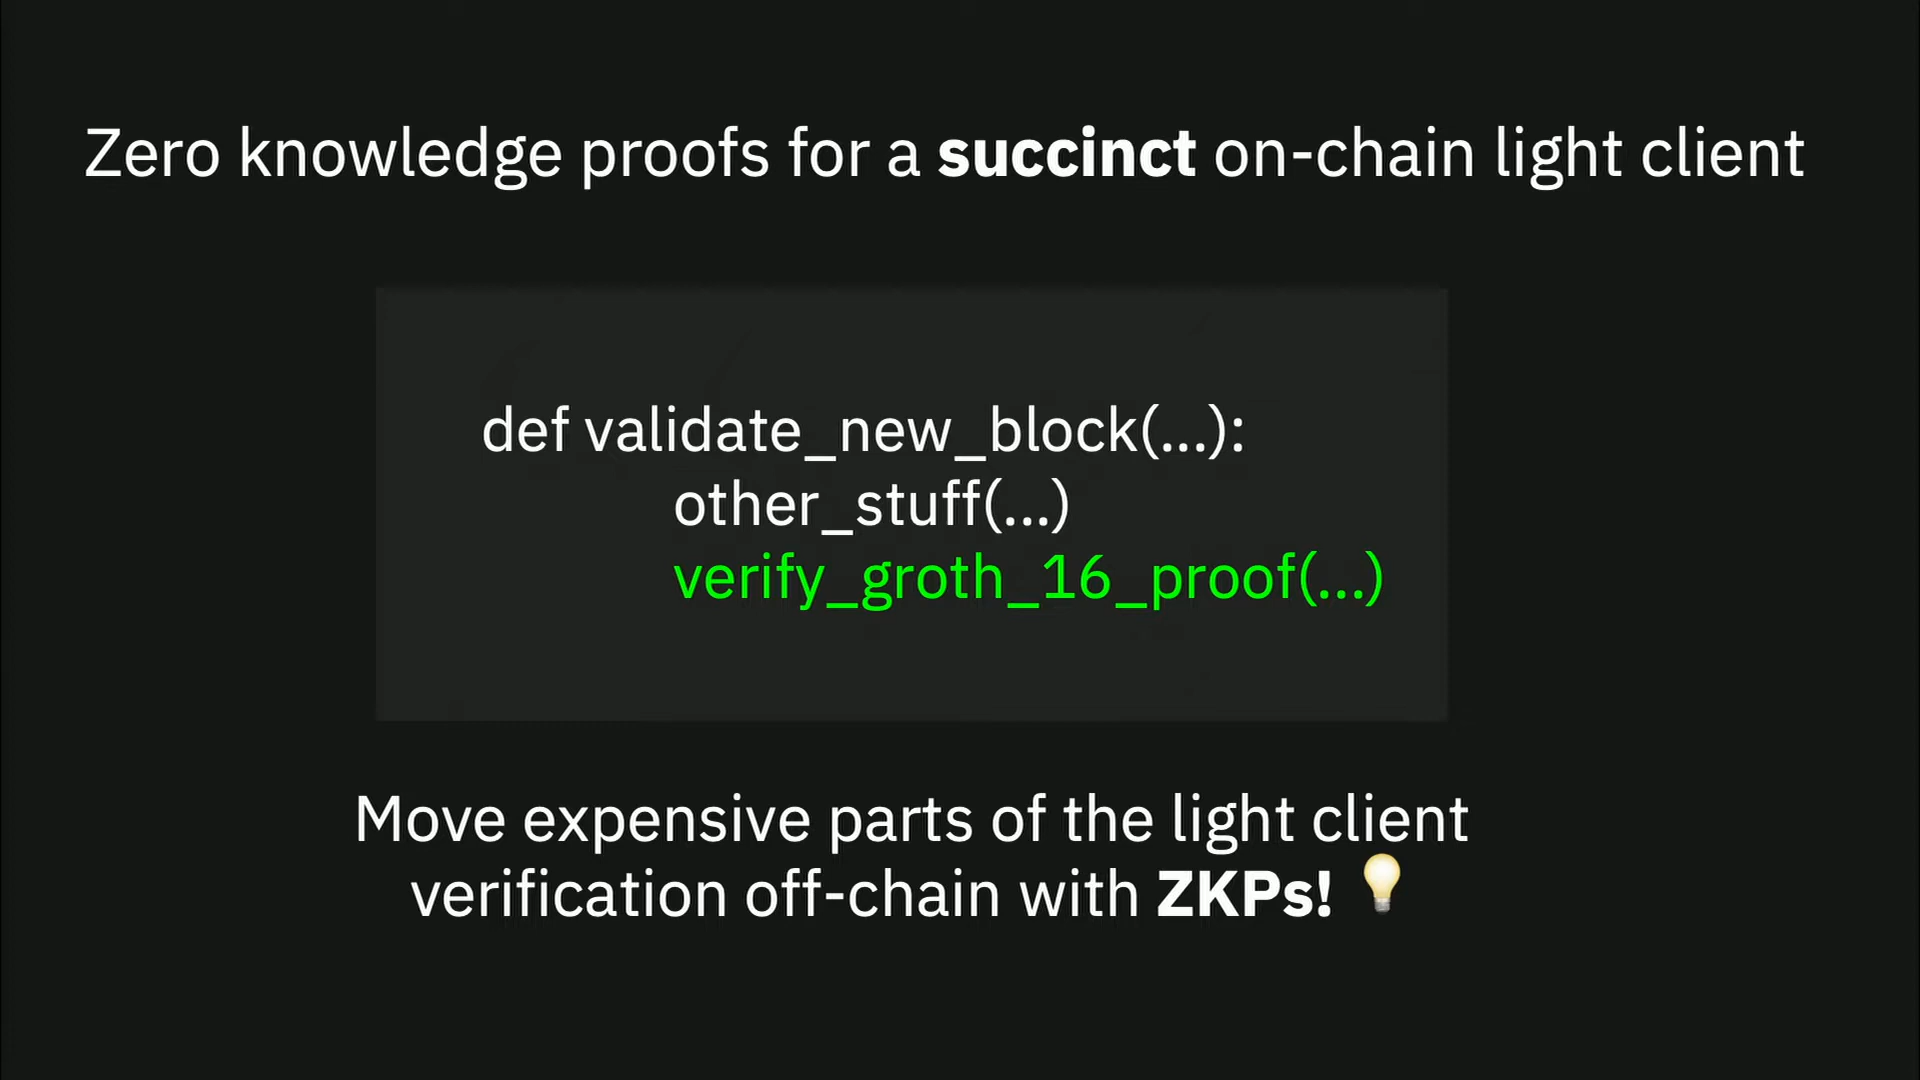 Zero knowledge proofs for a succinct on-chain light client
def validate_new_block(...):
other_stuff(...)
verify_groth_16_proof(...)
Move expensive parts of the light client
verification off-chain with ZKPs! 💡